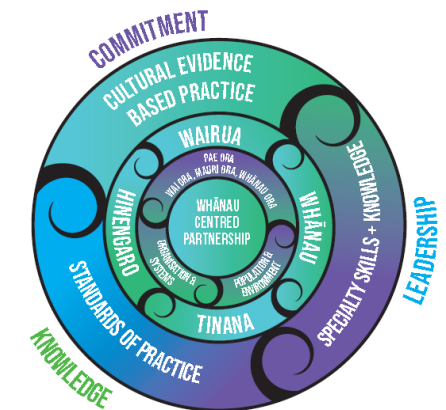 COMMITMENT
CULTURAL EVIDENCE
BASED PRACTICE
WAIRUA
PAE ORA
WAI ORA, MAURI ORA, WHĀNAU ORA
WHĀNAU
CENTRED
PARTNERSHIP
HINENGARO
WHĀNAU
ORGANISATION &
SYSTEMS
POPULATION &
ENVIRONMENT
TINANA
SPECIALTY SKILLS + KNOWLEDGE
STANDARDS OF PRACTICE
LEADERSHIP
KNOWLEDGE